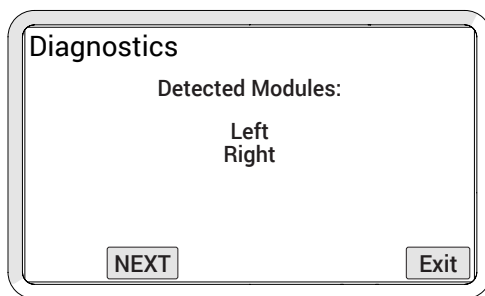 Diagnostics
Detected Modules:
Left
Right
NEXT
Exit